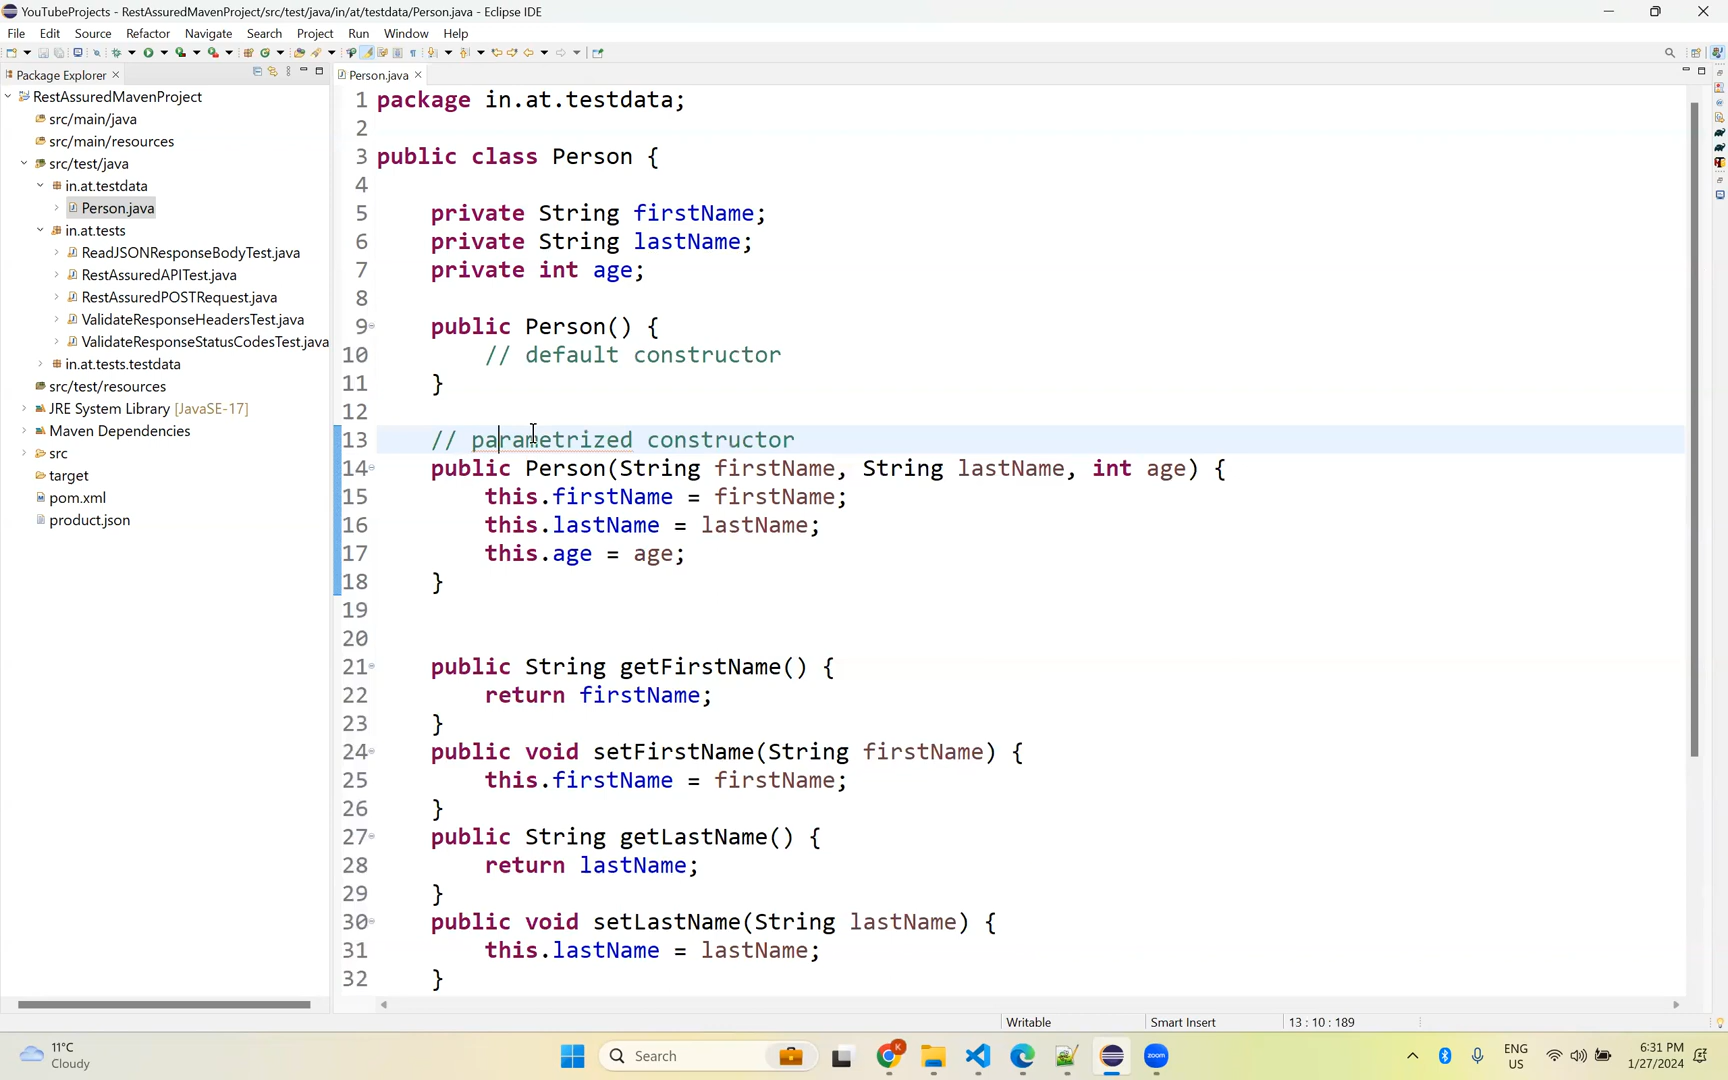 YouTubeProjects - RestAssuredMavenProject/src/test/java/in/at/testdata/Person.java - Eclipse IDE
File Edit Source Refactor Navigate Search Project Run Window Help
Package Explorer
Person.java
RestAssuredMavenProject
src/main/java
src/main/resources
src/test/java
in.at.testdata
Person.java
in.at.tests
ReadJSONResponseBodyTest.java
RestAssuredAPITest.java
RestAssuredPOSTRequest.java
ValidateResponseHeadersTest.java
ValidateResponseStatusCodesTest.java
in.at.tests.testdata
src/test/resources
JRE System Library [JavaSE-17]
Maven Dependencies
src
target
pom.xml
product.json
1 package in.at.testdata;
2
3 public class Person {
4
5 private String firstName;
6 private String lastName;
7 private int age;
8
9 public Person() {
10 // default constructor
11 }
12
13 // parametrized constructor
14 public Person(String firstName, String lastName, int age) {
15 this.firstName = firstName;
16 this.lastName = lastName;
17 this.age = age;
18 }
19
20
21 public String getFirstName() {
22 return firstName;
23 }
24 public void setFirstName(String firstName) {
25 this.firstName = firstName;
26 }
27 public String getLastName() {
28 return lastName;
29 }
30 public void setLastName(String lastName) {
31 this.lastName = lastName;
32 }
Writable Smart Insert 13 : 10 : 189
11°C
Cloudy
Search
K
zoom
ENG
US
6:31 PM
1/27/2024